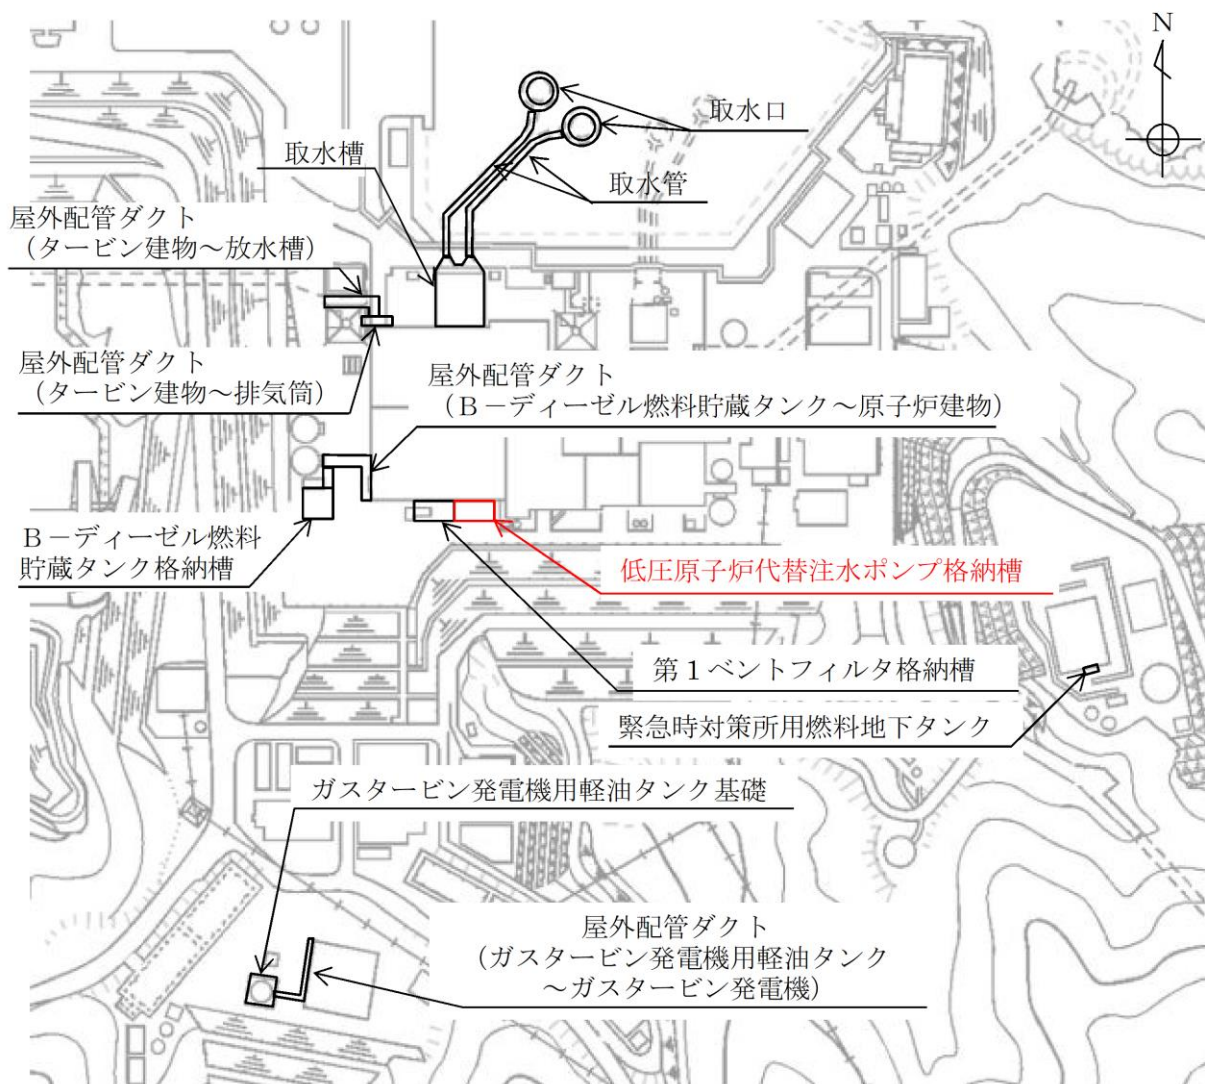 N
取水口
取水槽
取水管
屋外配管ダクト
（タービン建物～放水槽）
屋外配管ダクト
（タービン建物～排気筒）
屋外配管ダクト
（Ｂ－ディーゼル燃料貯蔵タンク～原子炉建物）
Ｂ－ディーゼル燃料
貯蔵タンク格納槽
低圧原子炉代替注水ポンプ格納槽
第１ベントフィルタ格納槽
緊急時対策所用燃料地下タンク
ガスタービン発電機用軽油タンク基礎
屋外配管ダクト
（ガスタービン発電機用軽油タンク
～ガスタービン発電機）